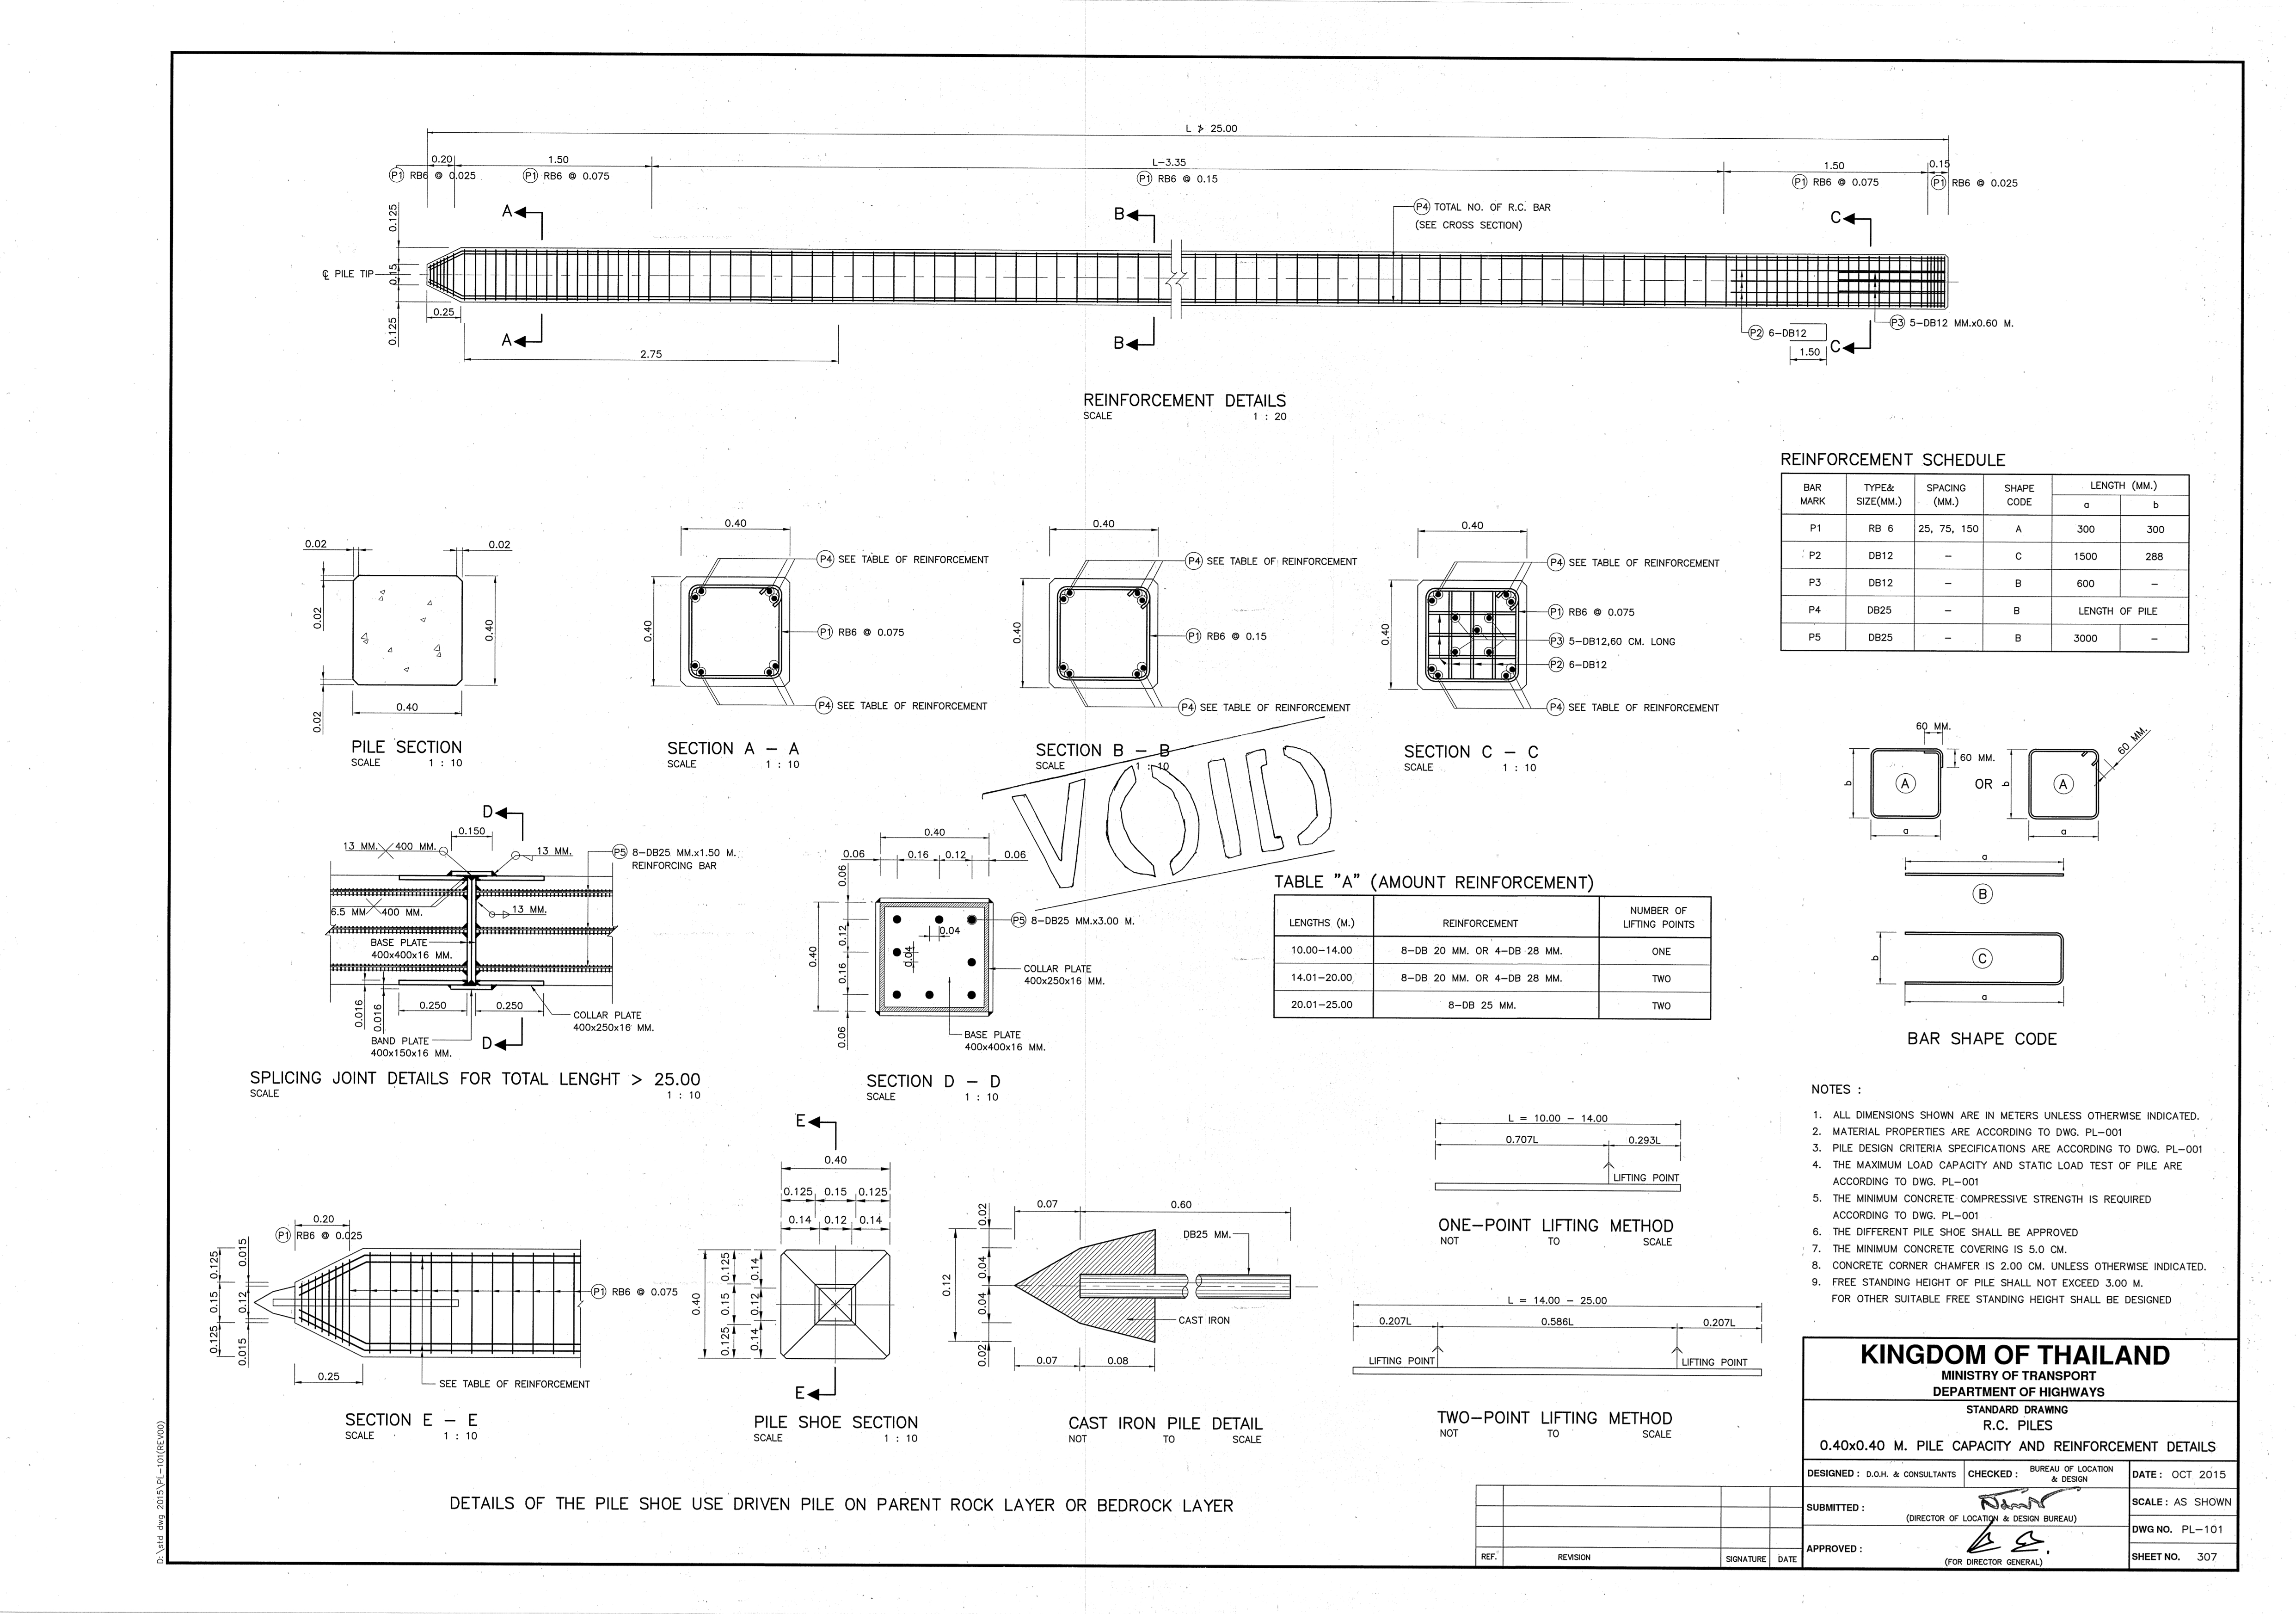 L ≯ 25.00
0.20
1.50
L-3.35
1.50
0.15
P1 RB6 @ 0.025
P1 RB6 @ 0.075
P1 RB6 @ 0.15
P1 RB6 @ 0.075
P1 RB6 @ 0.025
A
B
P4 TOTAL NO. OF R.C. BAR
(SEE CROSS SECTION)
C
0.125
℄ PILE TIP
0.15
0.125
0.25
A
B
P2 6-DB12
P3 5-DB12 MM.x0.60 M.
1.50
C
2.75
REINFORCEMENT DETAILS
SCALE 1 : 20
REINFORCEMENT SCHEDULE
BAR MARK TYPE& SIZE(MM.) SPACING (MM.) SHAPE CODE LENGTH (MM.)
a b
P1 RB 6 25, 75, 150 A 300 300
P2 DB12 - C 1500 288
P3 DB12 - B 600 -
P4 DB25 - B LENGTH OF PILE
P5 DB25 - B 3000 -
0.02
0.02
0.02
0.40
0.02
0.40
PILE SECTION
SCALE 1 : 10
0.40
P4 SEE TABLE OF REINFORCEMENT
0.40
P1 RB6 @ 0.075
P4 SEE TABLE OF REINFORCEMENT
SECTION A - A
SCALE 1 : 10
0.40
P4 SEE TABLE OF REINFORCEMENT
0.40
P1 RB6 @ 0.15
P4 SEE TABLE OF REINFORCEMENT
SECTION B - B
SCALE 1 : 10
0.40
P4 SEE TABLE OF REINFORCEMENT
0.40
P1 RB6 @ 0.075
P3 5-DB12,60 CM. LONG
P2 6-DB12
P4 SEE TABLE OF REINFORCEMENT
SECTION C - C
SCALE 1 : 10
VOID
60 MM.
60 MM.
b
A
a
OR
60 MM.
b
A
a
a
B
b
C
a
BAR SHAPE CODE
D
0.150
13 MM. 400 MM.
13 MM.
P5 8-DB25 MM.x1.50 M.
REINFORCING BAR
6.5 MM 400 MM.
13 MM.
BASE PLATE
400x400x16 MM.
0.016
0.016
0.250
0.250
COLLAR PLATE
400x250x16 MM.
BAND PLATE
400x150x16 MM.
D
SPLICING JOINT DETAILS FOR TOTAL LENGHT > 25.00
SCALE 1 : 10
0.40
0.06 0.16 0.12 0.06
0.06
0.12
0.16
0.06
0.40
0.04
0.04
P5 8-DB25 MM.x3.00 M.
COLLAR PLATE
400x250x16 MM.
BASE PLATE
400x400x16 MM.
SECTION D - D
SCALE 1 : 10
TABLE "A" (AMOUNT REINFORCEMENT)
LENGTHS (M.) REINFORCEMENT NUMBER OF LIFTING POINTS
10.00-14.00 8-DB 20 MM. OR 4-DB 28 MM. ONE
14.01-20.00 8-DB 20 MM. OR 4-DB 28 MM. TWO
20.01-25.00 8-DB 25 MM. TWO
0.20
P1 RB6 @ 0.025
0.125
0.15
0.125
0.015
0.12
0.015
P1 RB6 @ 0.075
0.25
SEE TABLE OF REINFORCEMENT
SECTION E - E
SCALE 1 : 10
E
0.40
0.125 0.15 0.125
0.14 0.12 0.14
0.40
0.125
0.15
0.125
0.14
0.12
0.14
E
PILE SHOE SECTION
SCALE 1 : 10
0.07
0.60
0.02
0.04
0.04
0.02
0.12
DB25 MM.
CAST IRON
0.07
0.08
CAST IRON PILE DETAIL
NOT TO SCALE
L = 10.00 - 14.00
0.707L
0.293L
LIFTING POINT
ONE-POINT LIFTING METHOD
NOT TO SCALE
L = 14.00 - 25.00
0.207L
0.586L
0.207L
LIFTING POINT
LIFTING POINT
TWO-POINT LIFTING METHOD
NOT TO SCALE
DETAILS OF THE PILE SHOE USE DRIVEN PILE ON PARENT ROCK LAYER OR BEDROCK LAYER
NOTES :
1. ALL DIMENSIONS SHOWN ARE IN METERS UNLESS OTHERWISE INDICATED.
2. MATERIAL PROPERTIES ARE ACCORDING TO DWG. PL-001
3. PILE DESIGN CRITERIA SPECIFICATIONS ARE ACCORDING TO DWG. PL-001
4. THE MAXIMUM LOAD CAPACITY AND STATIC LOAD TEST OF PILE ARE
ACCORDING TO DWG. PL-001
5. THE MINIMUM CONCRETE COMPRESSIVE STRENGTH IS REQUIRED
ACCORDING TO DWG. PL-001
6. THE DIFFERENT PILE SHOE SHALL BE APPROVED
7. THE MINIMUM CONCRETE COVERING IS 5.0 CM.
8. CONCRETE CORNER CHAMFER IS 2.00 CM. UNLESS OTHERWISE INDICATED.
9. FREE STANDING HEIGHT OF PILE SHALL NOT EXCEED 3.00 M.
FOR OTHER SUITABLE FREE STANDING HEIGHT SHALL BE DESIGNED
KINGDOM OF THAILAND
MINISTRY OF TRANSPORT
DEPARTMENT OF HIGHWAYS
STANDARD DRAWING
R.C. PILES
0.40x0.40 M. PILE CAPACITY AND REINFORCEMENT DETAILS
DESIGNED : D.O.H. & CONSULTANTS
CHECKED : BUREAU OF LOCATION & DESIGN
DATE : OCT 2015
SUBMITTED :
(DIRECTOR OF LOCATION & DESIGN BUREAU)
SCALE : AS SHOWN
DWG NO. PL-101
APPROVED :
(FOR DIRECTOR GENERAL)
SHEET NO. 307
REF. REVISION SIGNATURE DATE
D:\std dwg 2015\PL-101(REV00)